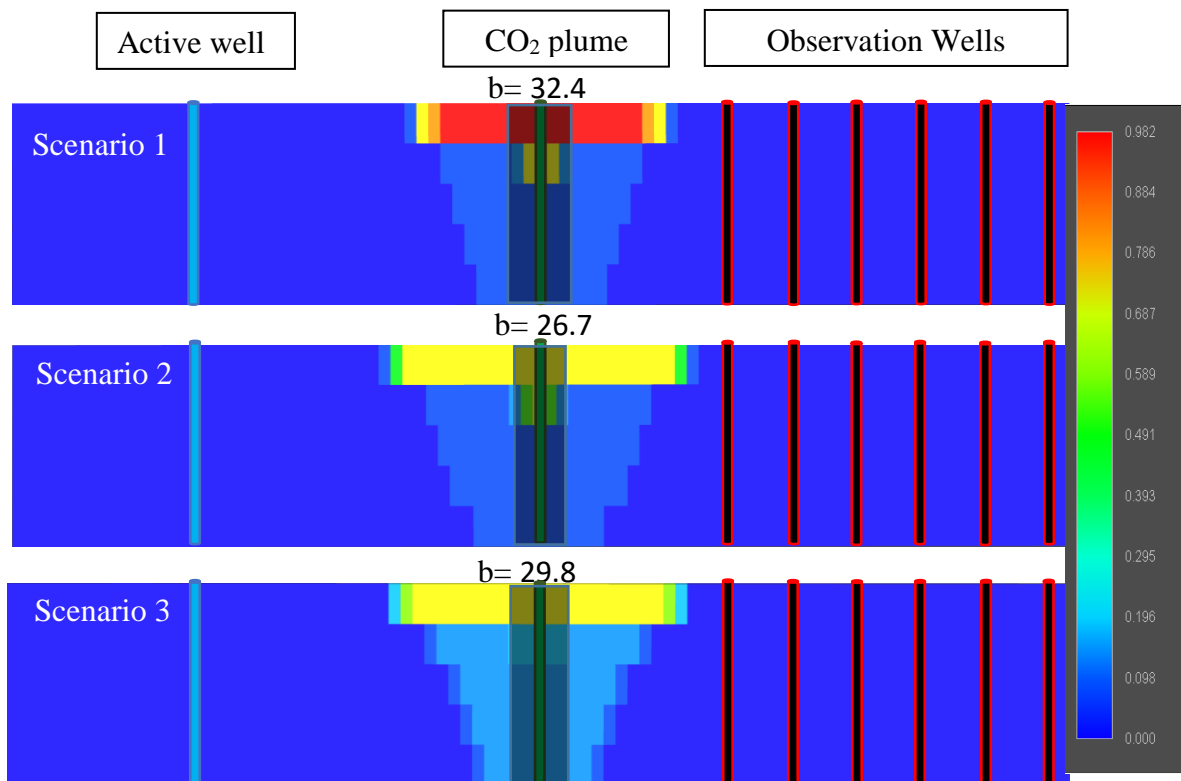 Active well
CO₂ plume
Observation Wells
b= 32.4
Scenario 1
b= 26.7
Scenario 2
b= 29.8
Scenario 3
0.982
0.884
0.786
0.687
0.589
0.491
0.393
0.295
0.196
0.098
0.000